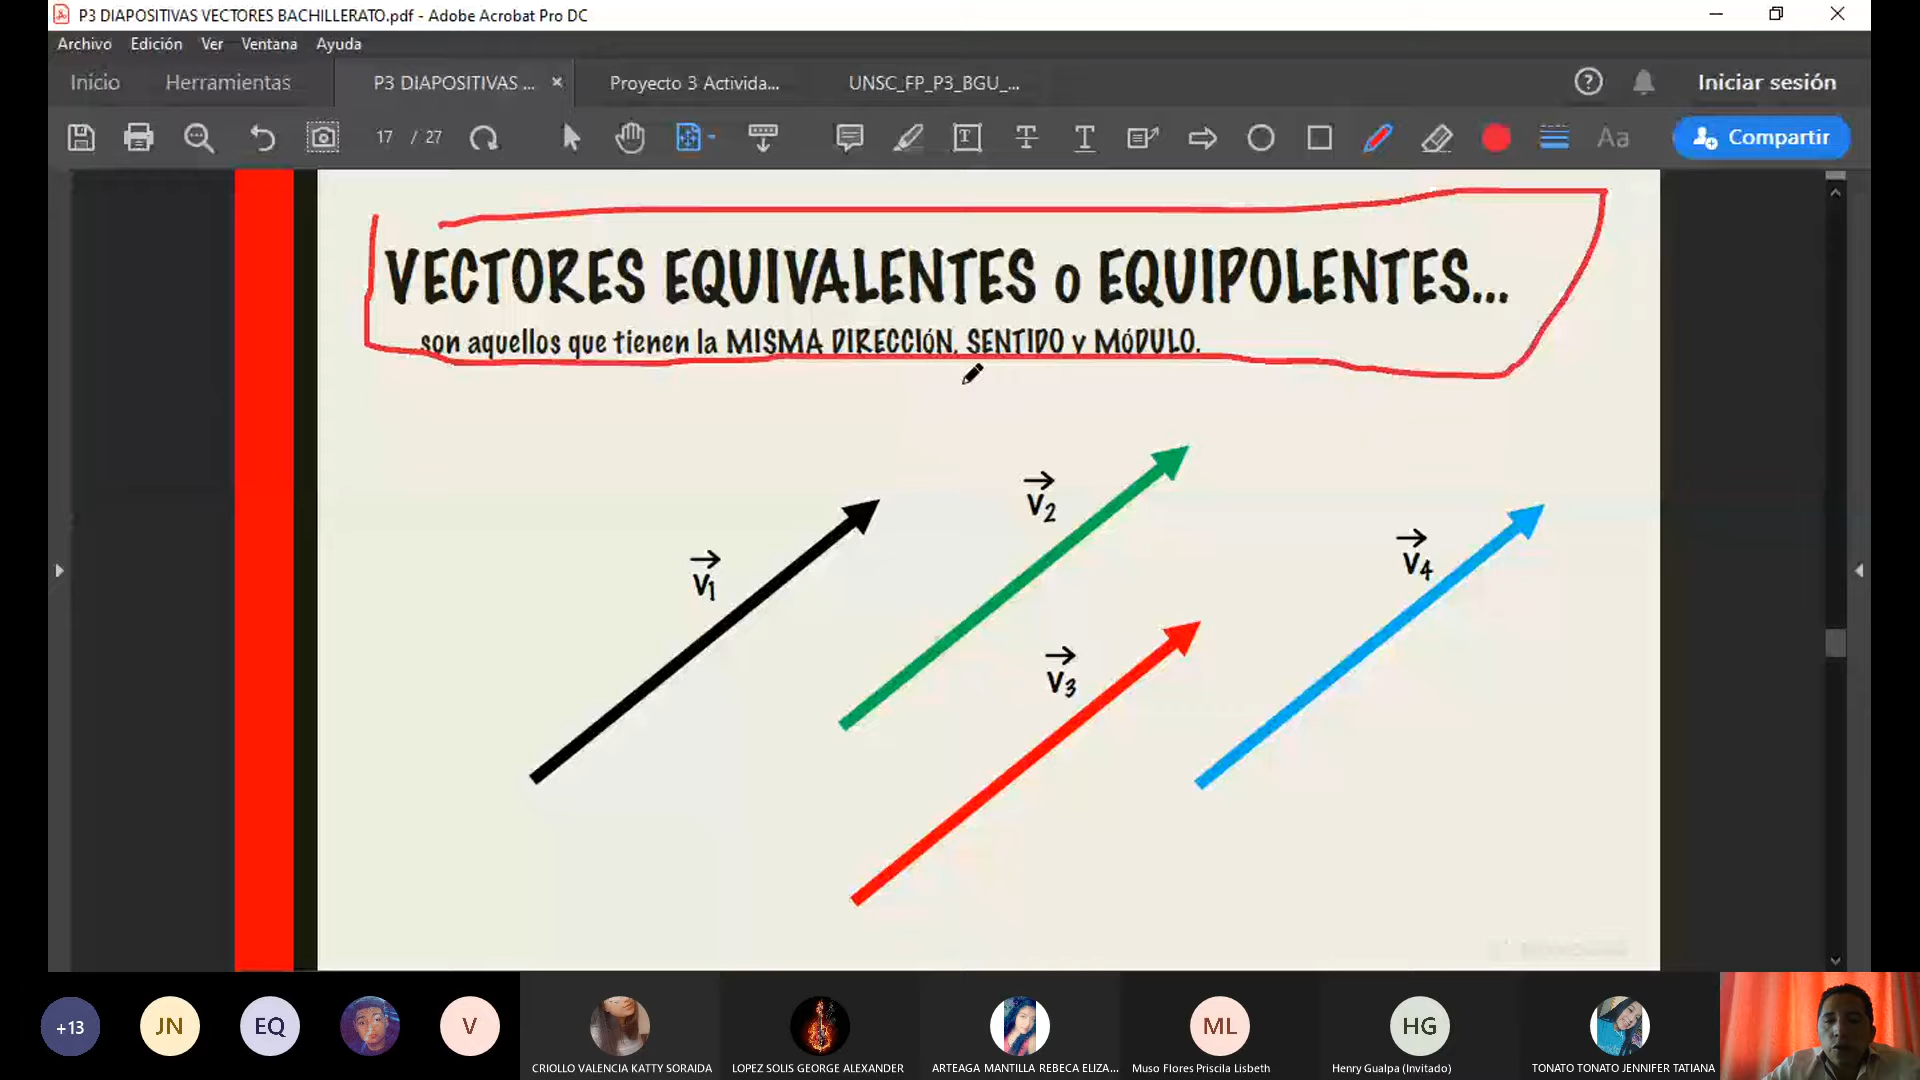 P3 DIAPOSITIVAS VECTORES BACHILLERATO.pdf - Adobe Acrobat Pro DC
Archivo Edición Ver Ventana Ayuda
Inicio Herramientas P3 DIAPOSITIVAS ... × Proyecto 3 Activida... UNSC_FP_P3_BGU_... Iniciar sesión
17 / 27 Aa Compartir
VECTORES EQUIVALENTES o EQUIPOLENTES...
son aquellos que tienen la MISMA DIRECCIÓN, SENTIDO y MÓDULO.
V2
V1
V4
V3
+13 JN EQ V ML HG
CRIOLLO VALENCIA KATTY SORAIDA LOPEZ SOLIS GEORGE ALEXANDER ARTEAGA MANTILLA REBECA ELIZA... Muso Flores Priscila Lisbeth Henry Gualpa (Invitado) TONATO TONATO JENNIFER TATIANA